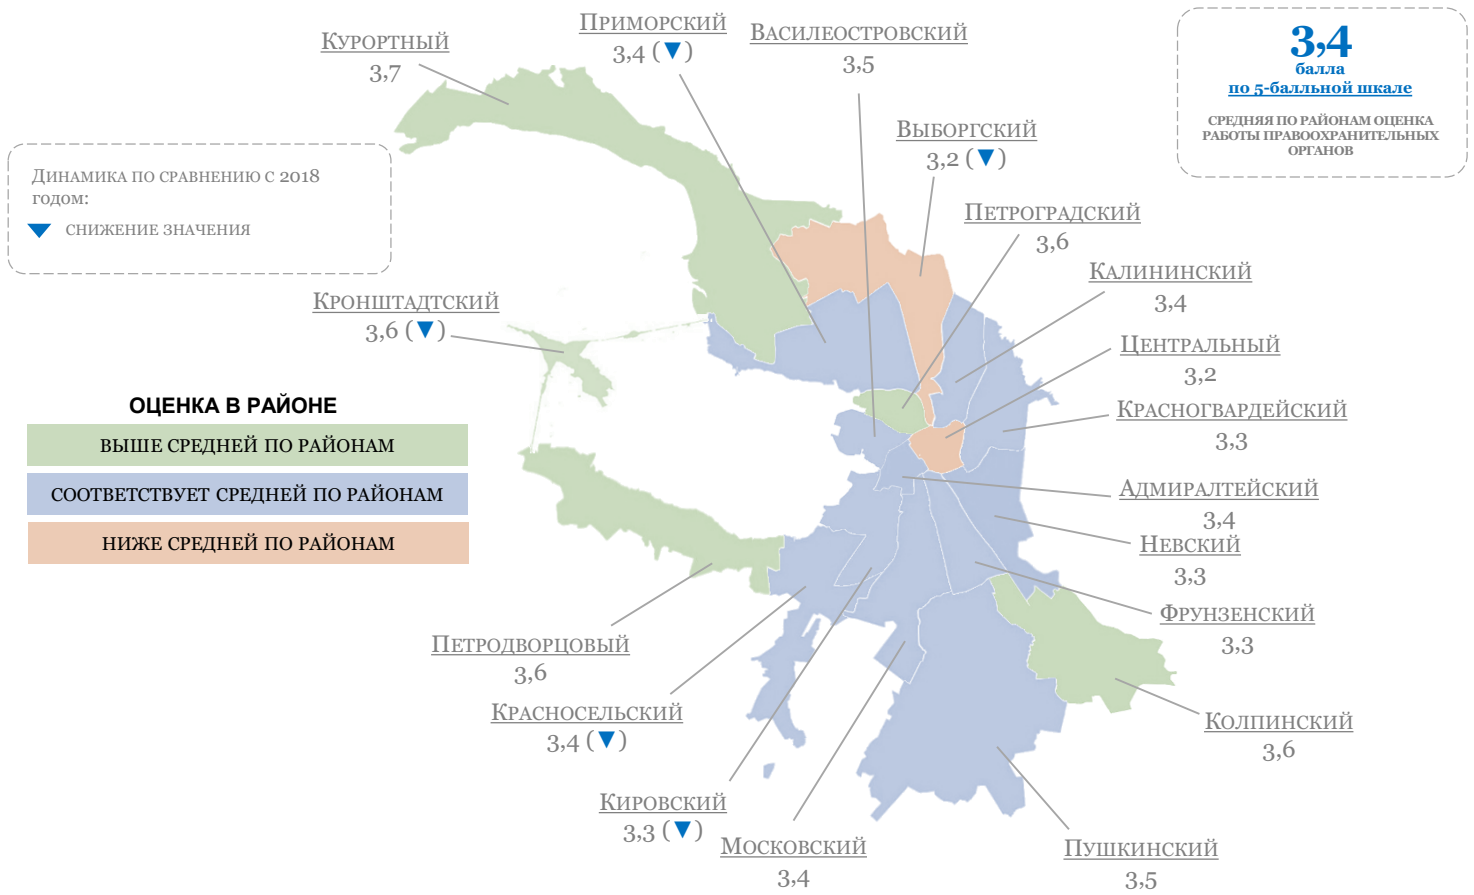 Курортный
3,7
Приморский
3,4 (▼)
Василеостровский
3,5
3,4
балла
по 5-балльной шкале
СРЕДНЯЯ ПО РАЙОНАМ ОЦЕНКА
РАБОТЫ ПРАВООХРАНИТЕЛЬНЫХ
ОРГАНОВ
Динамика по сравнению с 2018
годом:
▼ снижение значения
Выборгский
3,2 (▼)
Петроградский
3,6
Калининский
3,4
Кронштадтский
3,6 (▼)
Центральный
3,2
ОЦЕНКА В РАЙОНЕ
ВЫШЕ СРЕДНЕЙ ПО РАЙОНАМ
СООТВЕТСТВУЕТ СРЕДНЕЙ ПО РАЙОНАМ
НИЖЕ СРЕДНЕЙ ПО РАЙОНАМ
Красногвардейский
3,3
Адмиралтейский
3,4
Невский
3,3
Фрунзенский
3,3
Петродворцовый
3,6
Красносельский
3,4 (▼)
Колпинский
3,6
Кировский
3,3 (▼)
Московский
3,4
Пушкинский
3,5